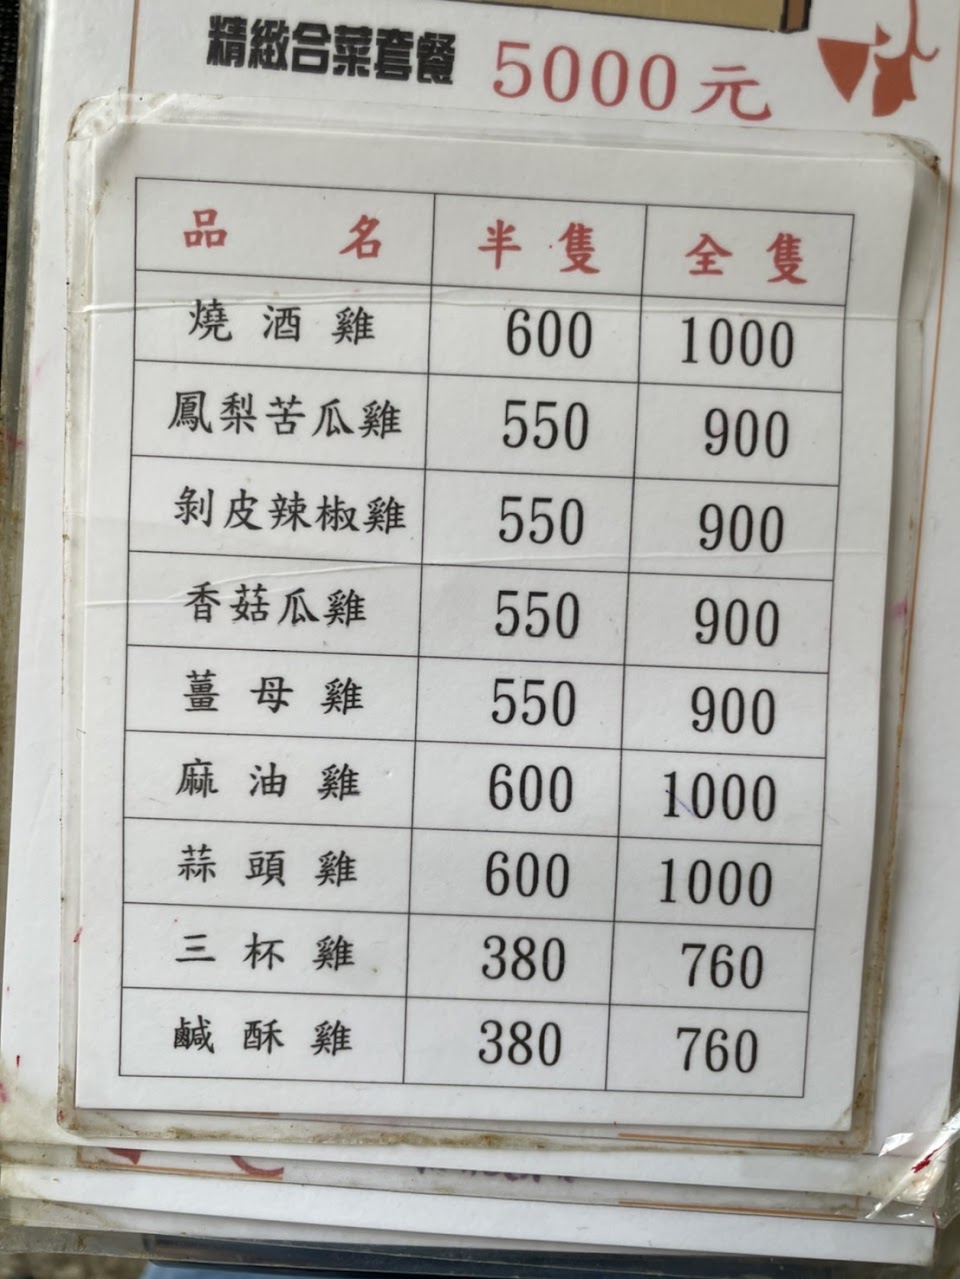 精緻合菜套餐 5000元
品名 半隻 全隻
燒酒雞 600 1000
鳳梨苦瓜雞 550 900
剝皮辣椒雞 550 900
香菇瓜雞 550 900
薑母雞 550 900
麻油雞 600 1000
蒜頭雞 600 1000
三杯雞 380 760
鹹酥雞 380 760